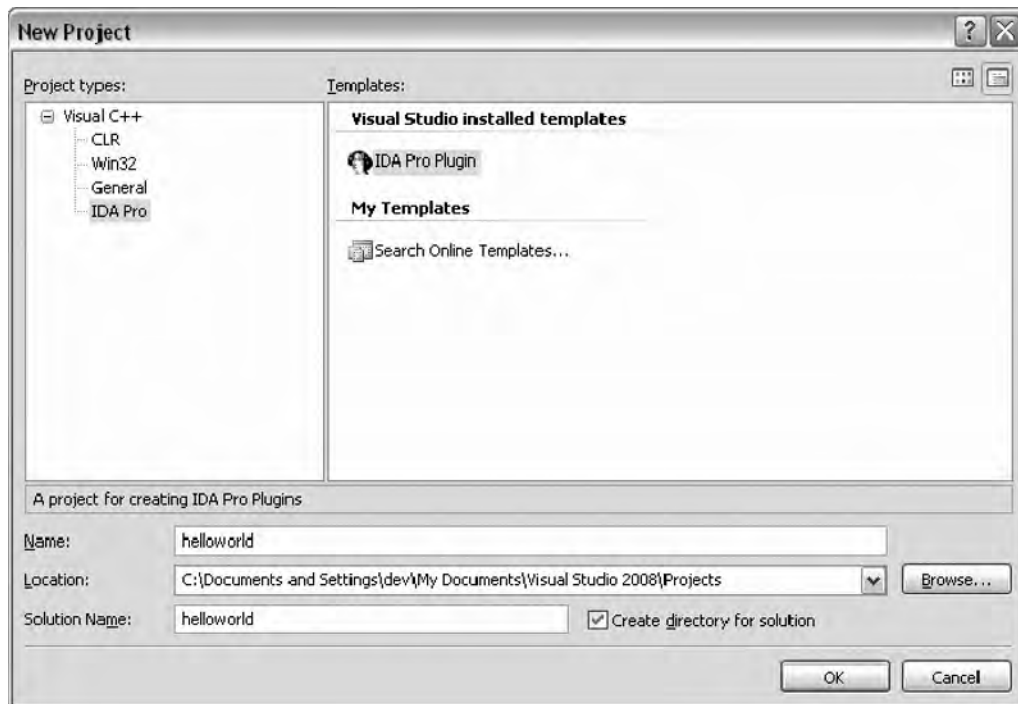 New Project
Project types:
Templates:
Visual C++
CLR
Win32
General
IDA Pro
Visual Studio installed templates
IDA Pro Plugin
My Templates
Search Online Templates...
A project for creating IDA Pro Plugins
Name:
helloworld
Location:
C:\Documents and Settings\dev\My Documents\Visual Studio 2008\Projects
Browse...
Solution Name:
helloworld
Create directory for solution
OK
Cancel